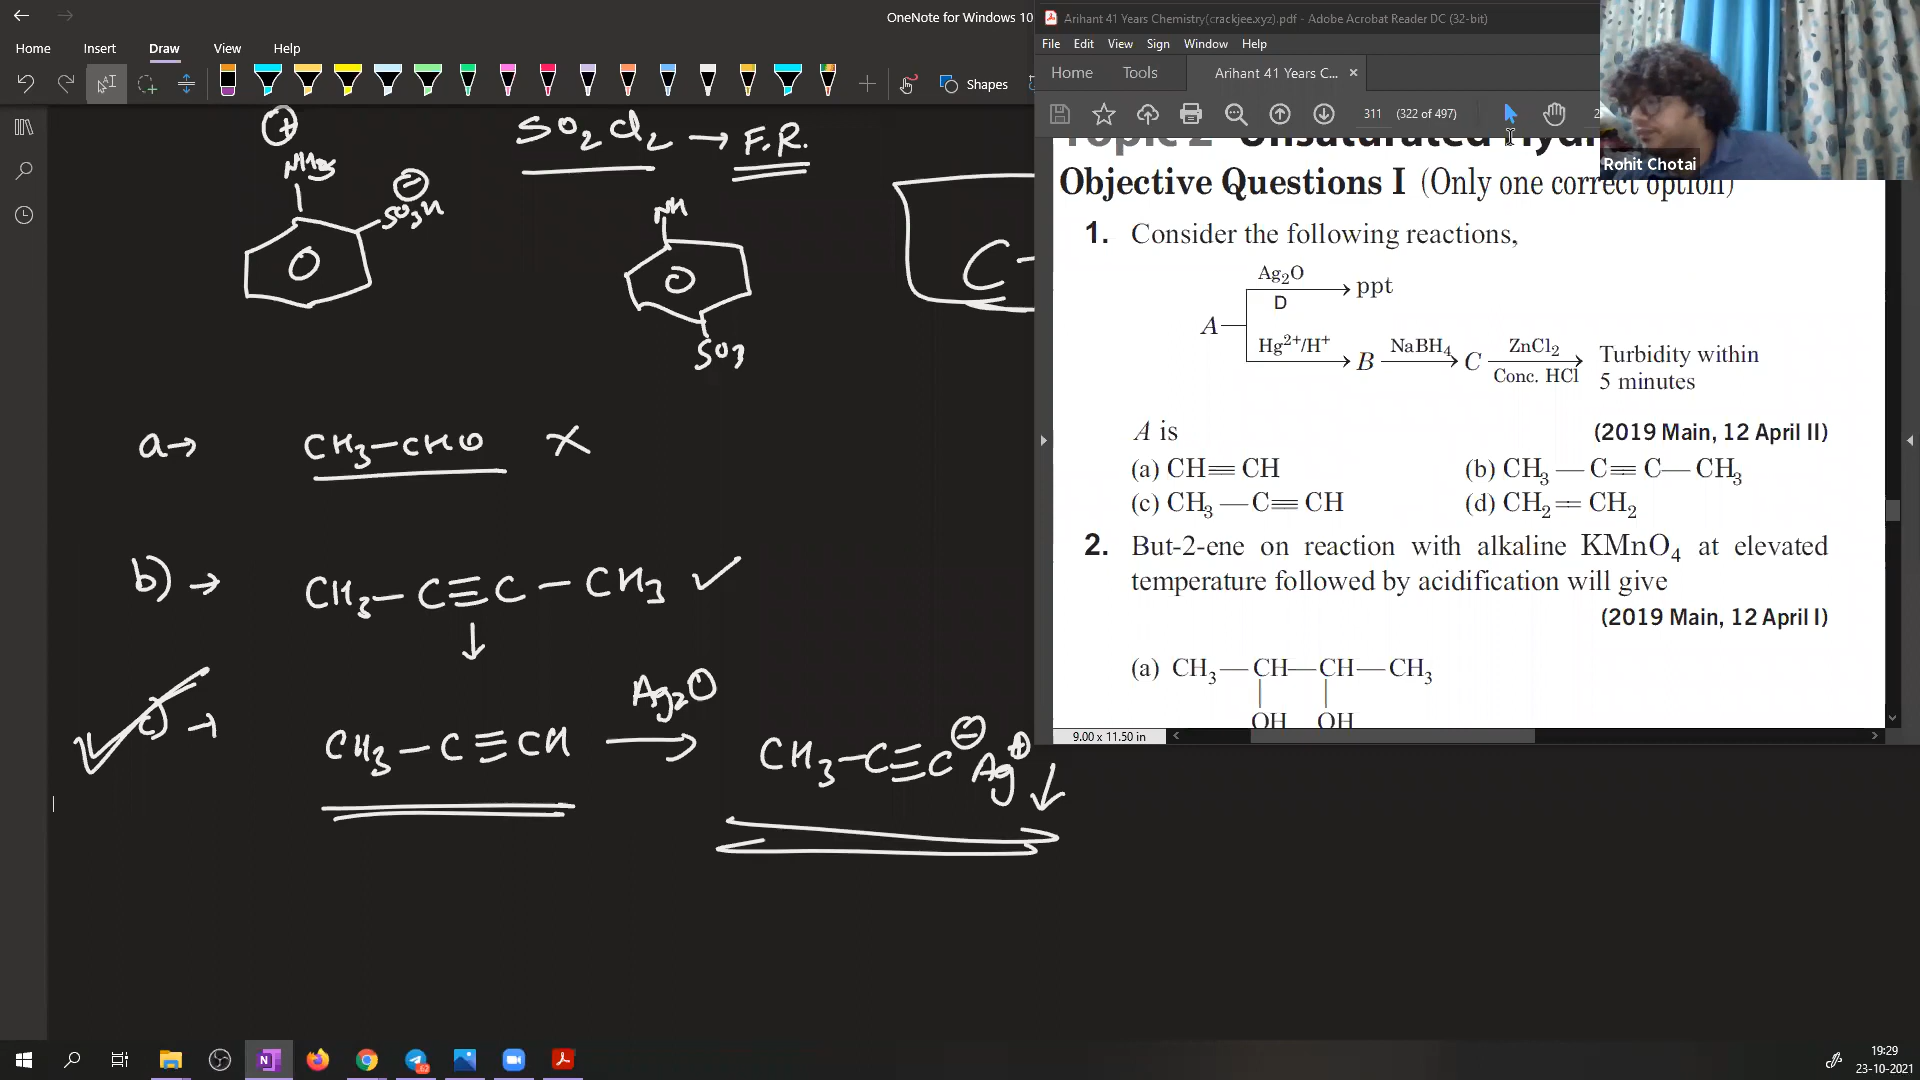 OneNote for Windows 10
Home Insert Draw View Help
Shapes
SO2Cl2 → F.R.
⊕
NH3
⊖
SO3H
NH
SO3
C-
a→ CH3-CHO ×
b) → CH3-C≡C-CH3 ✓
↓
c) → CH3-C≡CH
Ag2O
→ CH3-C≡C⊖ Ag⊕ ↓
Arihant 41 Years Chemistry(crackjee.xyz).pdf - Adobe Acrobat Reader DC (32-bit)
File Edit View Sign Window Help
Home Tools Arihant 41 Years C... ×
311 (322 of 497)
Rohit Chotai
Topic 2
Objective Questions I (Only one correct option)
1. Consider the following reactions,
Ag2O
D
ppt
A
Hg2+/H+
B
NaBH4
C
ZnCl2
Conc. HCl
Turbidity within
5 minutes
A is (2019 Main, 12 April II)
(a) CH≡CH (b) CH3—C≡C—CH3
(c) CH3—C≡CH (d) CH2=CH2
2. But-2-ene on reaction with alkaline KMnO4 at elevated
temperature followed by acidification will give
(2019 Main, 12 April I)
(a) CH3—CH—CH—CH3
OH OH
9.00 x 11.50 in
19:29
23-10-2021